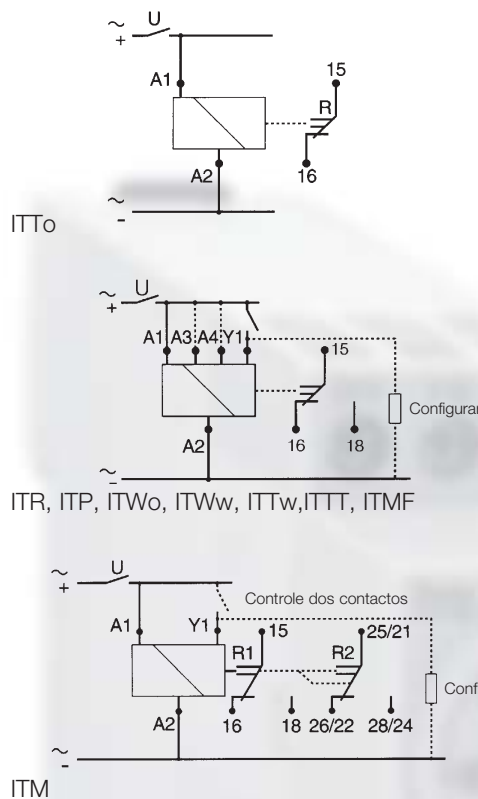 ~
+ U
A1
15
R
16
A2
~
-
ITTo
~
+ U
A1 A3 A4 Y1
15
16 18
A2
~
-
ITR, ITP, ITWo, ITWw, ITTw,ITTT, ITMF
~
+ U
Controle dos contactos
A1 Y1 15 25/21
R1 R2
A2 16 18 26/22 28/24
~
-
ITM